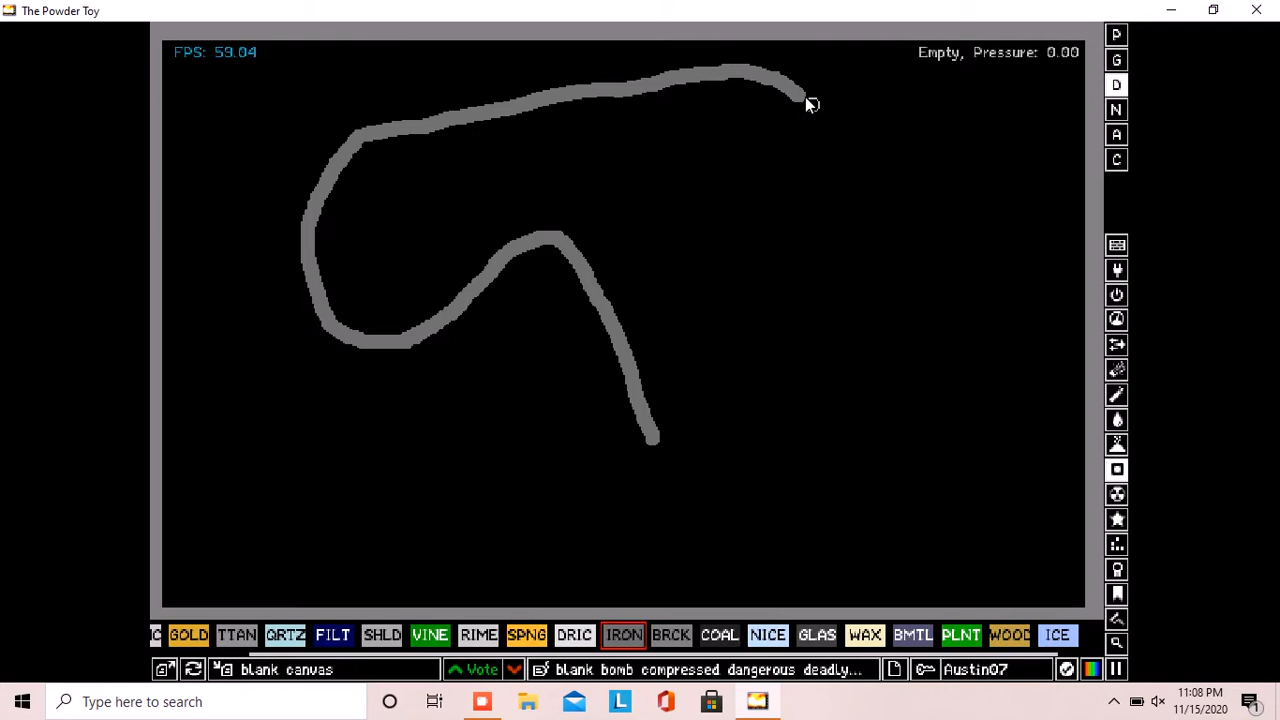 The Powder Toy
FPS: 59.04
Empty, Pressure: 0.00
P
G
D
N
A
C
GOLD TTAN QRTZ FILT SHLD VINE RIME SPNG DRIC IRON BRCK COAL NICE GLAS WAX BMTL PLNT WOOD ICE
blank canvas Vote blank bomb compressed dangerous deadly... Austin07
Type here to search
11:08 PM
11/15/2020